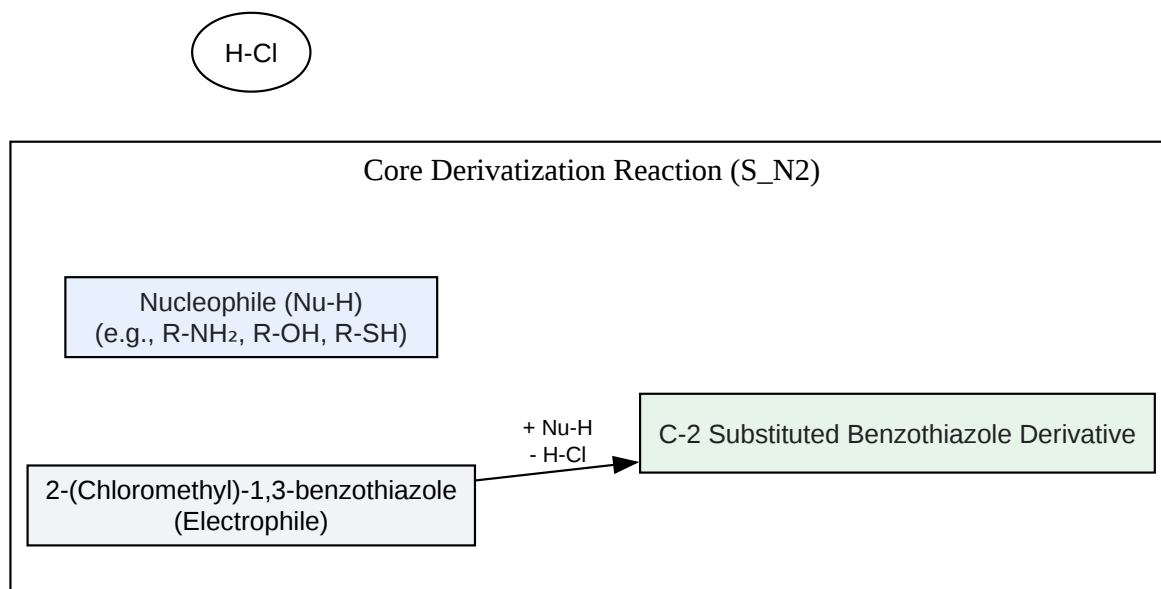 H-Cl
Core Derivatization Reaction (S_N2)
Nucleophile (Nu-H)
(e.g., R-NH₂, R-OH, R-SH)
+ Nu-H
- H-Cl
C-2 Substituted Benzothiazole Derivative
2-(Chloromethyl)-1,3-benzothiazole
(Electrophile)